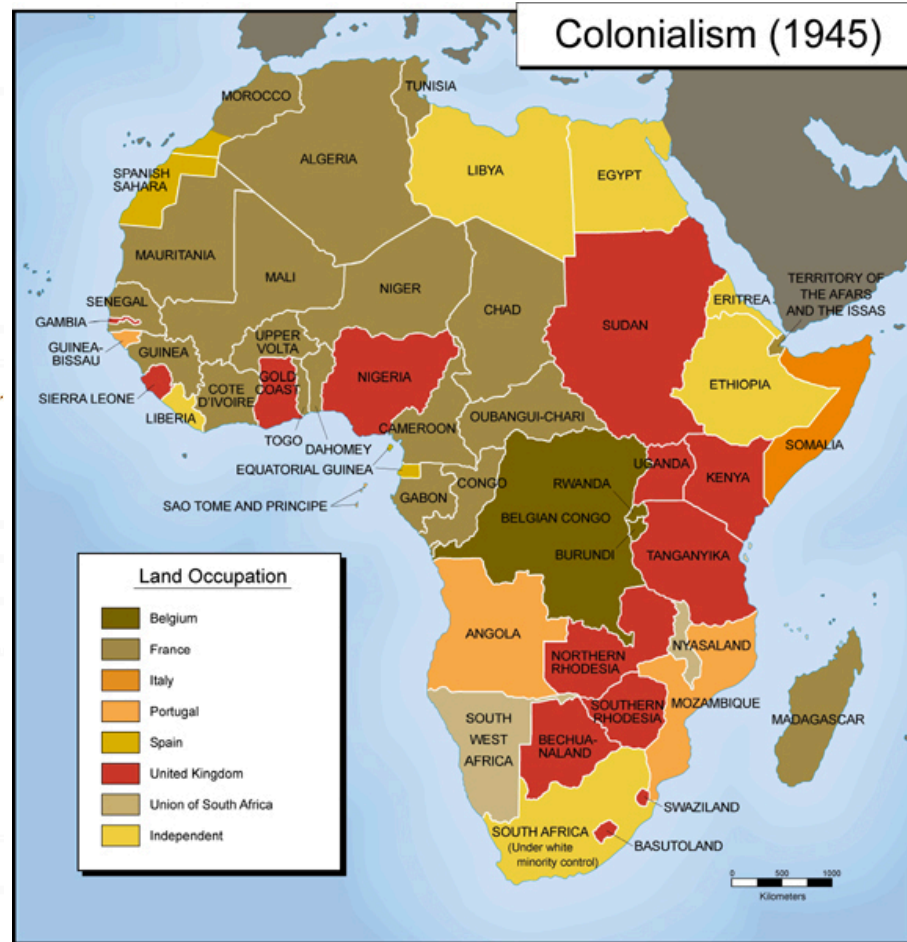 Colonialism (1945)
TUNISIA
MOROCCO
ALGERIA
LIBYA
EGYPT
SPANISH
SAHARA
MAURITANIA
MALI
NIGER
CHAD
SUDAN
ERITREA
TERRITORY OF
THE AFARS
AND THE ISSAS
SENEGAL
GAMBIA
GUINEA-
BISSAU
GUINEA
SIERRA LEONE
LIBERIA
COTE
D'IVOIRE
UPPER
VOLTA
GOLD
COAST
TOGO
DAHOMEY
NIGERIA
CAMEROON
OUBANGUI-CHARI
ETHIOPIA
SOMALIA
EQUATORIAL GUINEA
SAO TOME AND PRINCIPE
GABON
CONGO
BELGIAN CONGO
RWANDA
BURUNDI
UGANDA
KENYA
TANGANYIKA
ANGOLA
NORTHERN
RHODESIA
NYASALAND
MOZAMBIQUE
SOUTHERN
RHODESIA
MADAGASCAR
SOUTH
WEST
AFRICA
BECHUA-
NALAND
SWAZILAND
SOUTH AFRICA
(Under white
minority control)
BASUTOLAND
Land Occupation
Belgium
France
Italy
Portugal
Spain
United Kingdom
Union of South Africa
Independent
0 500 1000
Kilometers